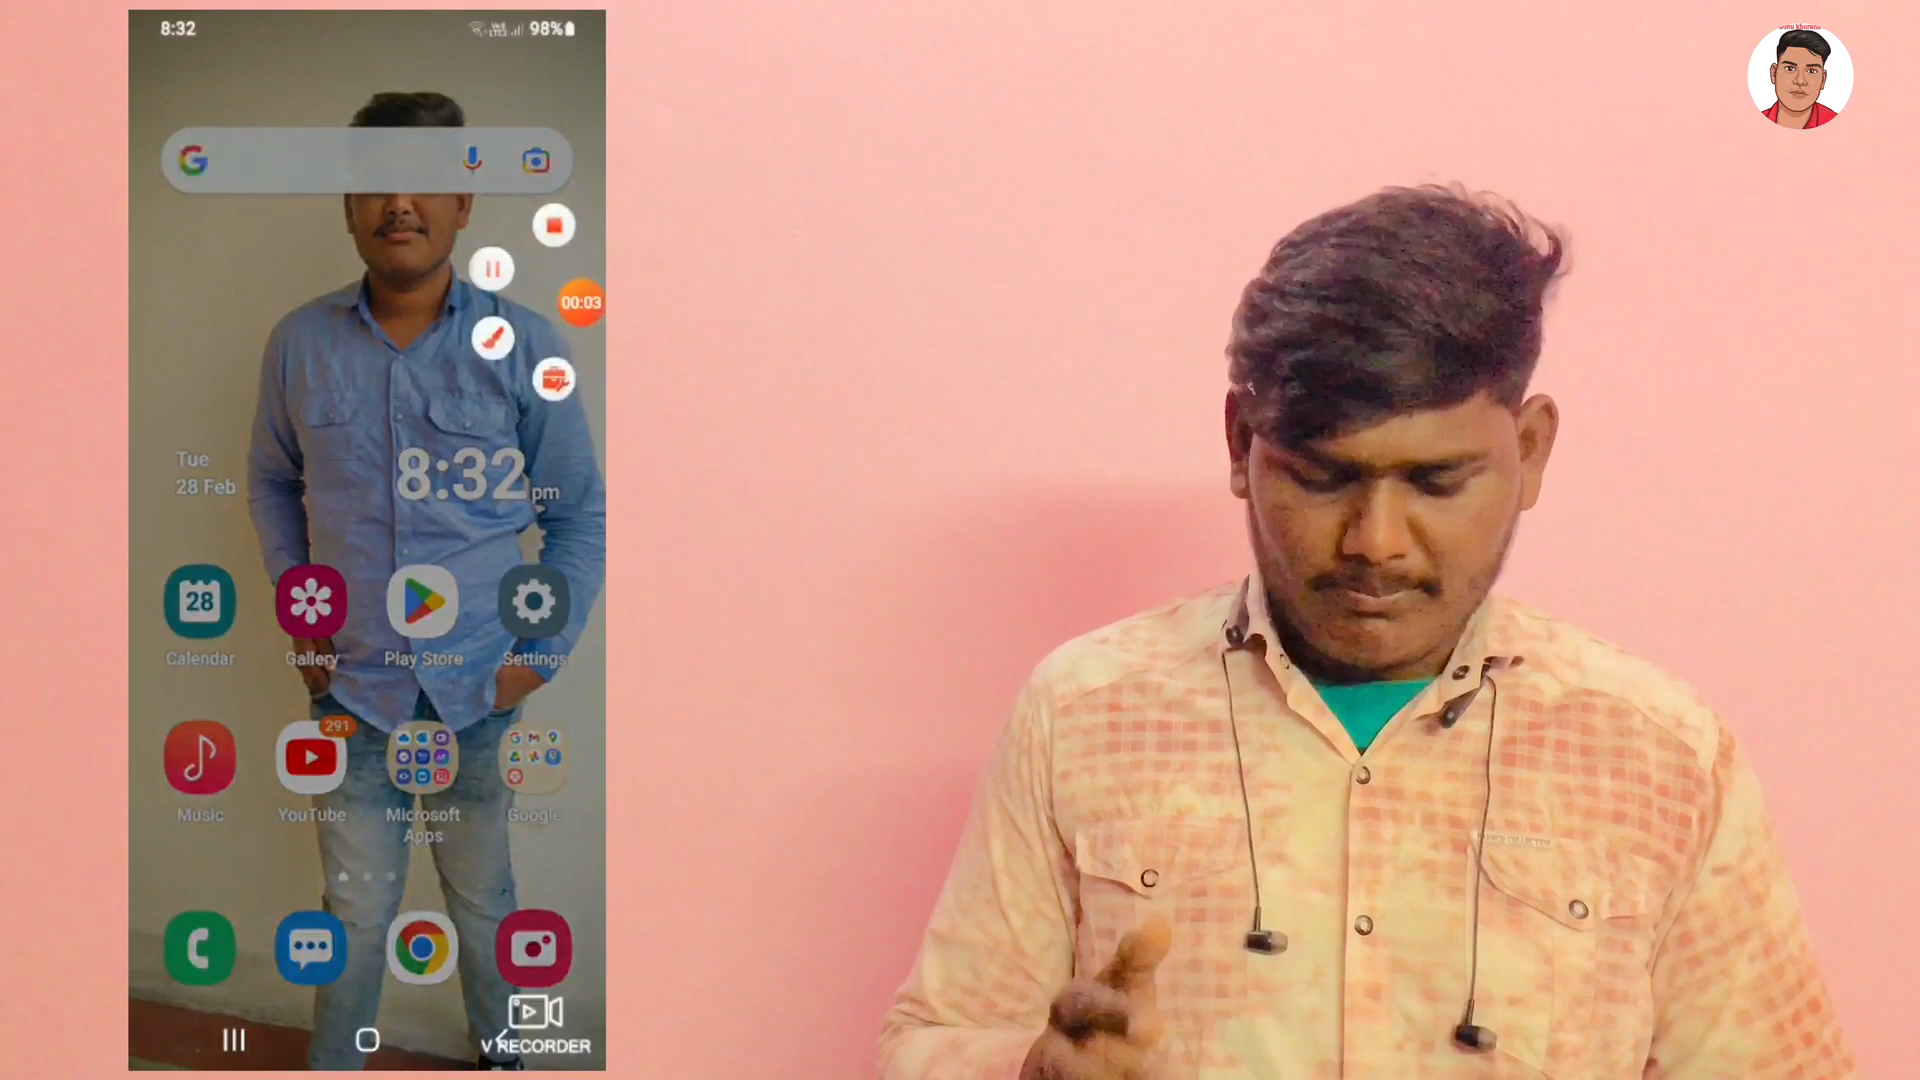 8:32
98%
00:03
Tue
28 Feb
8:32 pm
28
Calendar
Gallery
Play Store
Settings
291
Music
YouTube
Microsoft
Apps
Google
V RECORDER